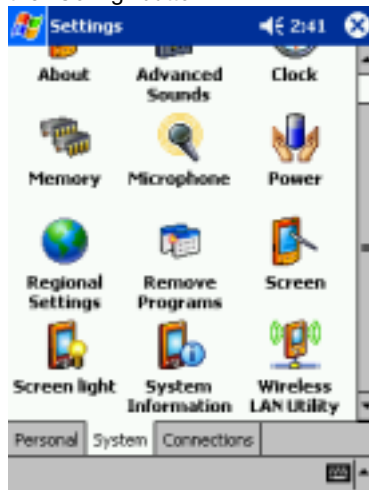 Settings 2:41
About Advanced Clock
Sounds
Memory Microphone Power
Regional Remove Screen
Settings Programs
Screen light System Wireless
Information LAN Utility
Personal System Connections